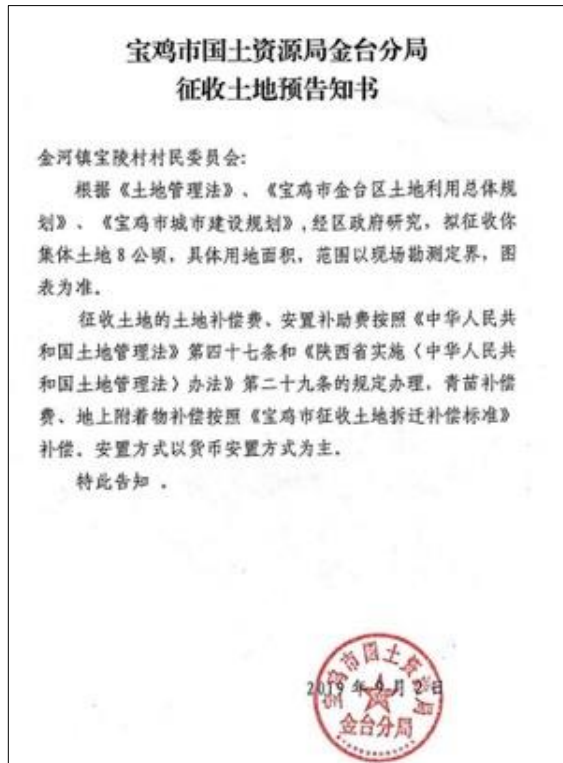 宝鸡市国土资源局金台分局
征收土地预告知书
金河镇宝陵村村民委员会:
根据《土地管理法》、《宝鸡市金台区土地利用总体规
划》、《宝鸡市城市建设规划》,经区政府研究,拟征收你
集体土地8公顷,具体用地面积,范围以现场勘测定界,图
表为准。
征收土地的土地补偿费、安置补助费按照《中华人民共
和国土地管理法》第四十七条和《陕西省实施〈中华人民共
和国土地管理法〉办法》第二十九条的规定办理,青苗补偿
费、地上附着物补偿按照《宝鸡市征收土地拆迁补偿标准》
补偿。安置方式以货币安置方式为主。
特此告知 。
宝鸡市国土资源局
2019年9月2日
金台分局